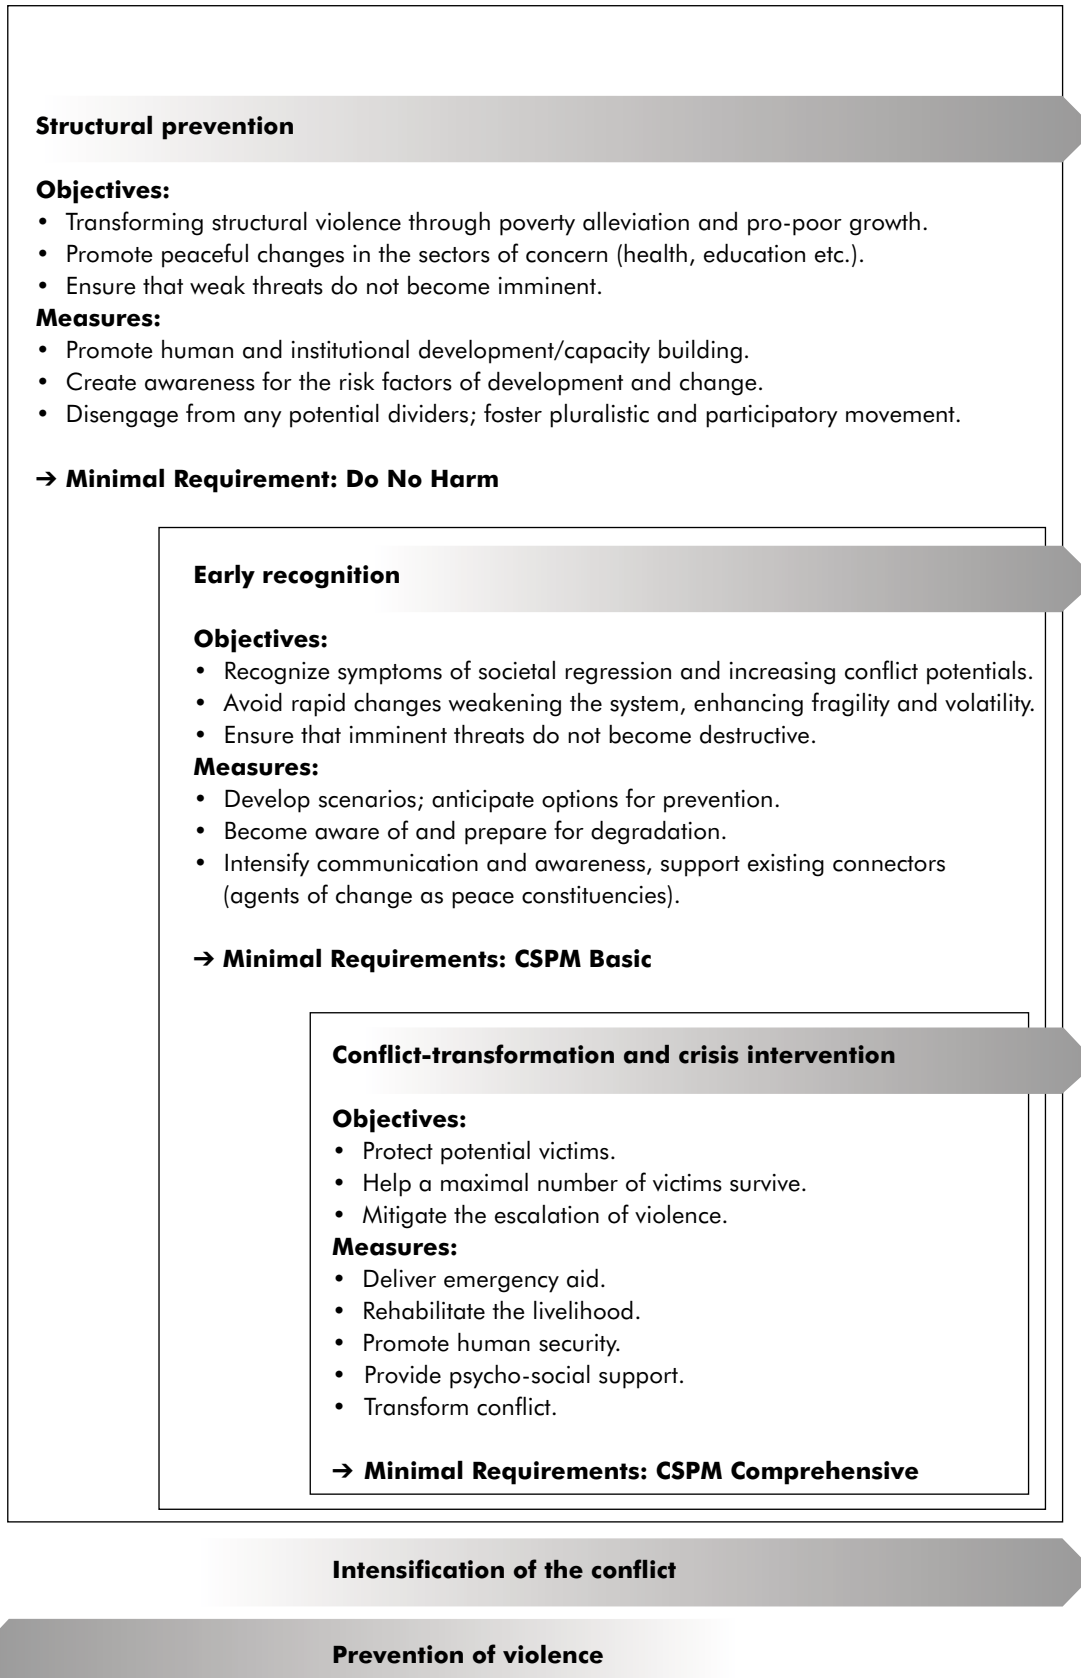 Structural prevention
Objectives:
• Transforming structural violence through poverty alleviation and pro-poor growth.
• Promote peaceful changes in the sectors of concern (health, education etc.).
• Ensure that weak threats do not become imminent.
Measures:
• Promote human and institutional development/capacity building.
• Create awareness for the risk factors of development and change.
• Disengage from any potential dividers; foster pluralistic and participatory movement.
➔ Minimal Requirement: Do No Harm
Early recognition
Objectives:
• Recognize symptoms of societal regression and increasing conflict potentials.
• Avoid rapid changes weakening the system, enhancing fragility and volatility.
• Ensure that imminent threats do not become destructive.
Measures:
• Develop scenarios; anticipate options for prevention.
• Become aware of and prepare for degradation.
• Intensify communication and awareness, support existing connectors
(agents of change as peace constituencies).
➔ Minimal Requirements: CSPM Basic
Conflict-transformation and crisis intervention
Objectives:
• Protect potential victims.
• Help a maximal number of victims survive.
• Mitigate the escalation of violence.
Measures:
• Deliver emergency aid.
• Rehabilitate the livelihood.
• Promote human security.
• Provide psycho-social support.
• Transform conflict.
➔ Minimal Requirements: CSPM Comprehensive
Intensification of the conflict
Prevention of violence